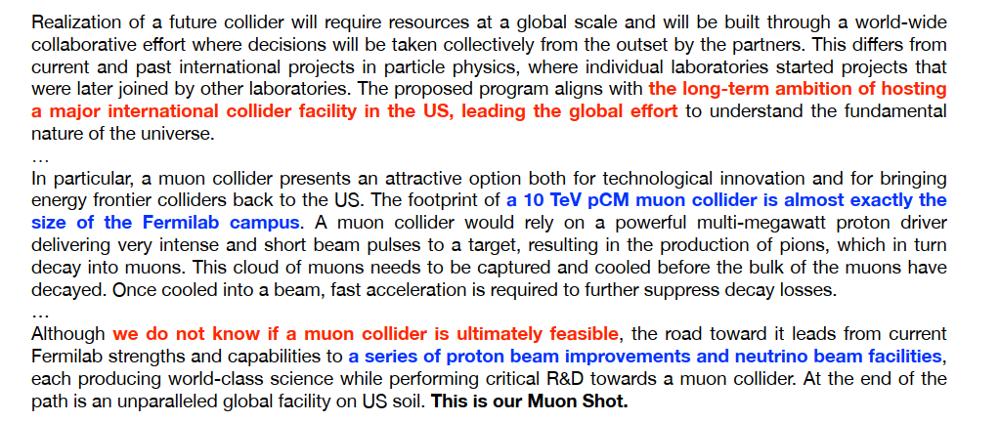 Realization of a future collider will require resources at a global scale and will be built through a world-wide
collaborative effort where decisions will be taken collectively from the outset by the partners. This differs from
current and past international projects in particle physics, where individual laboratories started projects that
were later joined by other laboratories. The proposed program aligns with the long-term ambition of hosting
a major international collider facility in the US, leading the global effort to understand the fundamental
nature of the universe.
…
In particular, a muon collider presents an attractive option both for technological innovation and for bringing
energy frontier colliders back to the US. The footprint of a 10 TeV pCM muon collider is almost exactly the
size of the Fermilab campus. A muon collider would rely on a powerful multi-megawatt proton driver
delivering very intense and short beam pulses to a target, resulting in the production of pions, which in turn
decay into muons. This cloud of muons needs to be captured and cooled before the bulk of the muons have
decayed. Once cooled into a beam, fast acceleration is required to further suppress decay losses.
…
Although we do not know if a muon collider is ultimately feasible, the road toward it leads from current
Fermilab strengths and capabilities to a series of proton beam improvements and neutrino beam facilities,
each producing world-class science while performing critical R&D towards a muon collider. At the end of the
path is an unparalleled global facility on US soil. This is our Muon Shot.